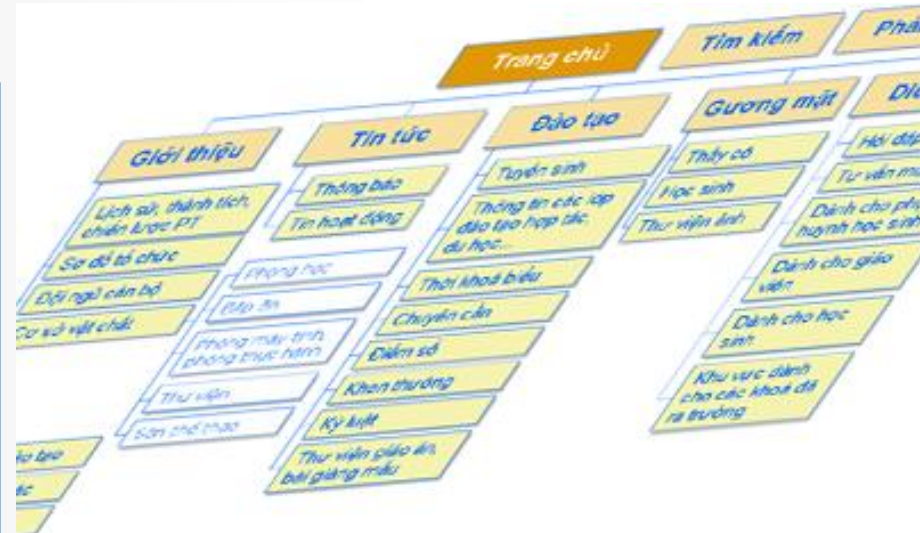 Trang chủ
Tìm kiếm
Giới thiệu
Tin tức
Đào tạo
Gương mặt
Lịch sử, thành tích,
chiến lược PT
Sơ đồ tổ chức
Đội ngũ cán bộ
Cơ sở vật chất
Phòng học
Bếp ăn
phòng máy tính,
phòng thực hành
Thư viện
Sân thể thao
Thông báo
Tin hoạt động
Tuyển sinh
Thông tin các lớp
đào tạo hợp tác,
du học...
Thời khoá biểu
Chuyên cần
Điểm số
Khen thưởng
Kỷ luật
Thư viện giáo án,
bài giảng mẫu
Thầy cô
Học sinh
Thư viện ảnh
Hỏi đáp
Tư vấn
Dành cho
huynh học sinh
Dành cho giáo
viên
Dành cho học
sinh
Khu vực dành
cho các khoá đã
ra trường